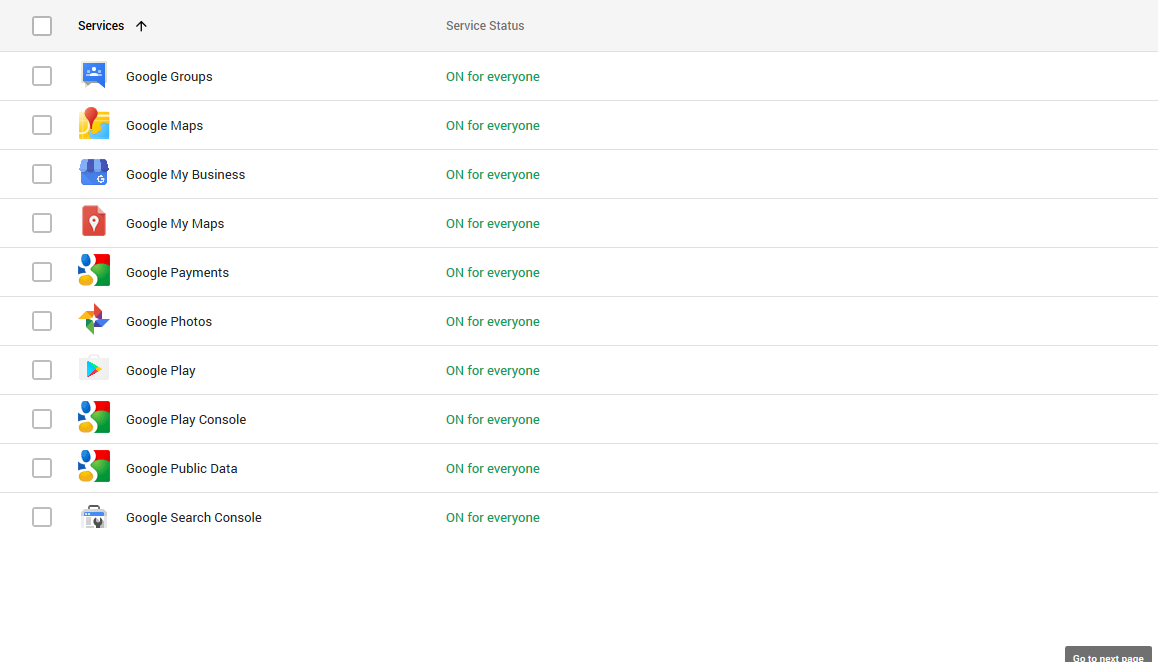 Services Service Status
Google Groups ON for everyone
Google Maps ON for everyone
Google My Business ON for everyone
Google My Maps ON for everyone
Google Payments ON for everyone
Google Photos ON for everyone
Google Play ON for everyone
Google Play Console ON for everyone
Google Public Data ON for everyone
Google Search Console ON for everyone
Go to next page